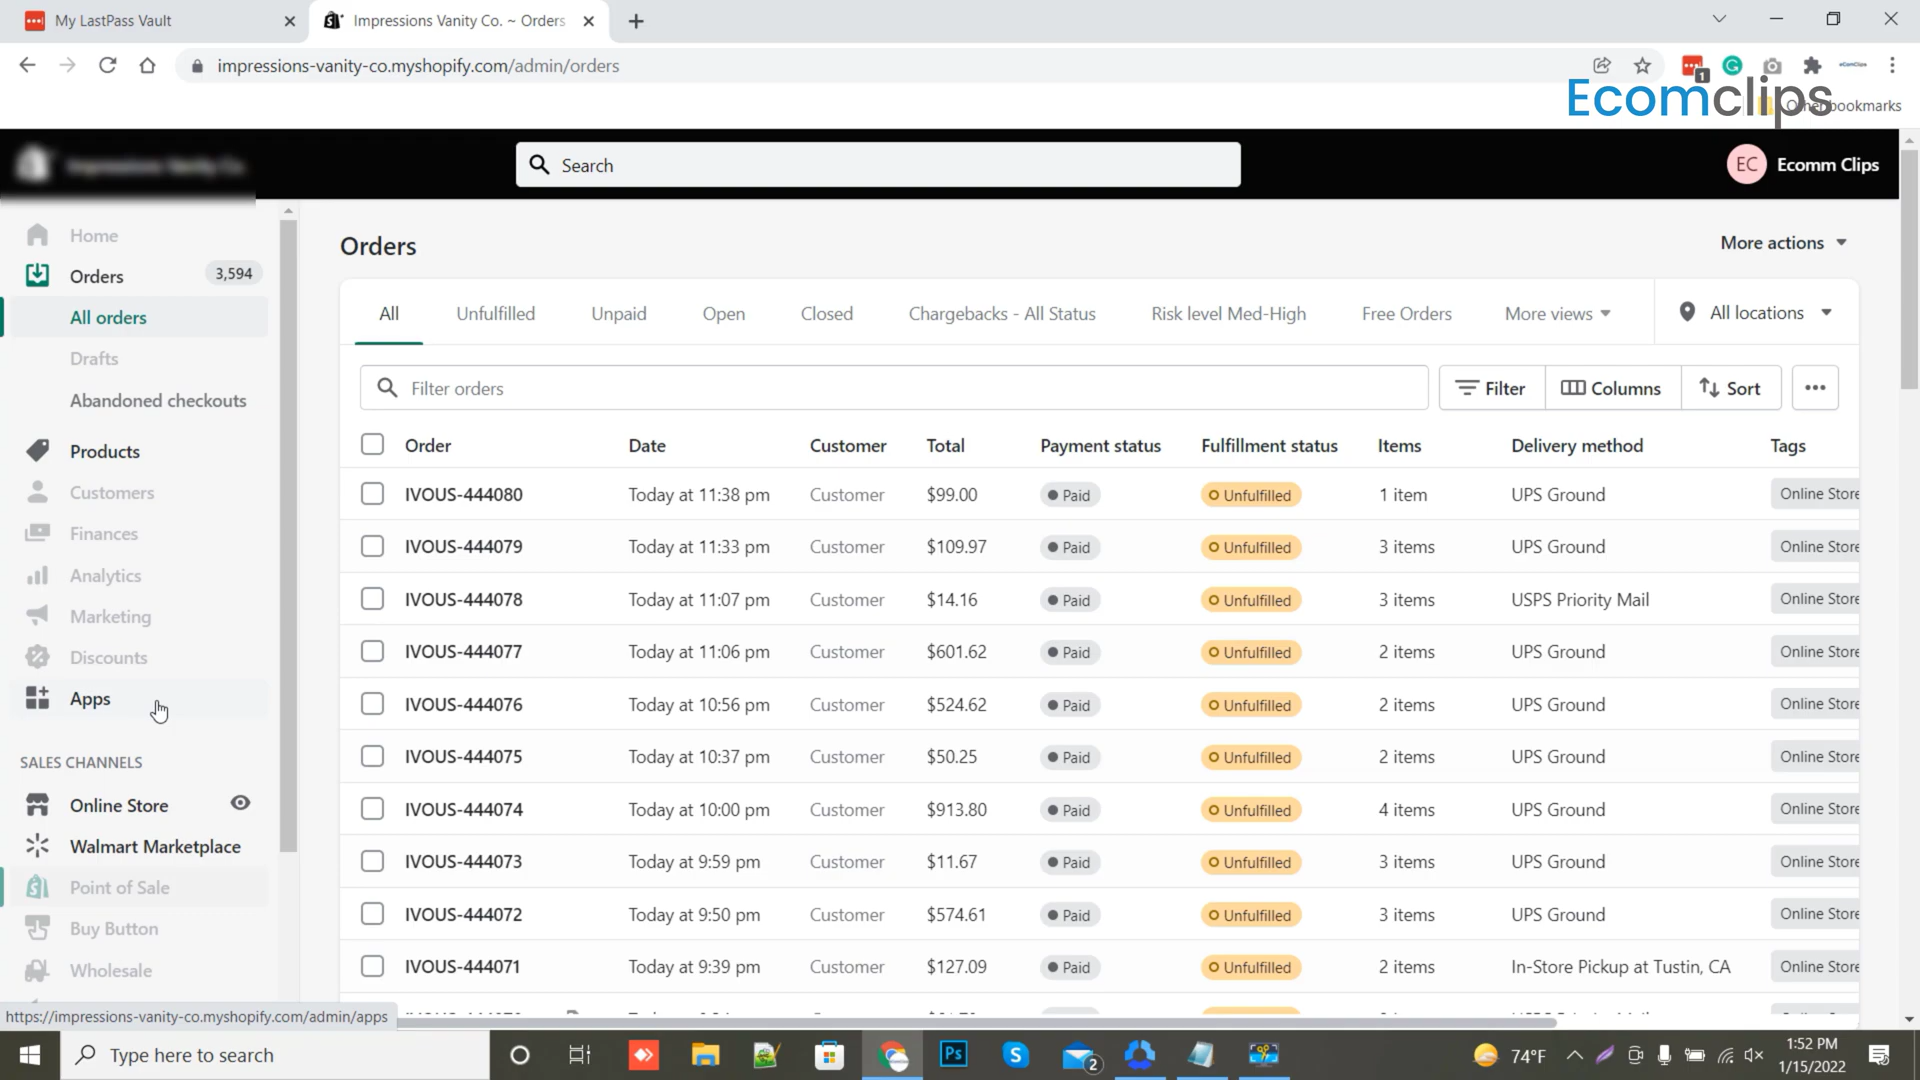 My LastPass Vault
Impressions Vanity Co. ~ Orders
impressions-vanity-co.myshopify.com/admin/orders
1
eComClips
Ecomclips
bookmarks
Impressions Vanity Co.
Search
EC Ecomm Clips
Home
Orders 3,594
All orders
Drafts
Abandoned checkouts
Products
Customers
Finances
Analytics
Marketing
Discounts
Apps
SALES CHANNELS
Online Store
Walmart Marketplace
Point of Sale
Buy Button
Wholesale
https://impressions-vanity-co.myshopify.com/admin/apps
Orders
More actions
All Unfulfilled Unpaid Open Closed Chargebacks - All Status Risk level Med-High Free Orders More views All locations
Filter orders Filter Columns Sort
Order Date Customer Total Payment status Fulfillment status Items Delivery method Tags
IVOUS-444080 Today at 11:38 pm Customer $99.00 Paid Unfulfilled 1 item UPS Ground Online Store
IVOUS-444079 Today at 11:33 pm Customer $109.97 Paid Unfulfilled 3 items UPS Ground Online Store
IVOUS-444078 Today at 11:07 pm Customer $14.16 Paid Unfulfilled 3 items USPS Priority Mail Online Store
IVOUS-444077 Today at 11:06 pm Customer $601.62 Paid Unfulfilled 2 items UPS Ground Online Store
IVOUS-444076 Today at 10:56 pm Customer $524.62 Paid Unfulfilled 2 items UPS Ground Online Store
IVOUS-444075 Today at 10:37 pm Customer $50.25 Paid Unfulfilled 2 items UPS Ground Online Store
IVOUS-444074 Today at 10:00 pm Customer $913.80 Paid Unfulfilled 4 items UPS Ground Online Store
IVOUS-444073 Today at 9:59 pm Customer $11.67 Paid Unfulfilled 3 items UPS Ground Online Store
IVOUS-444072 Today at 9:50 pm Customer $574.61 Paid Unfulfilled 3 items UPS Ground Online Store
IVOUS-444071 Today at 9:39 pm Customer $127.09 Paid Unfulfilled 2 items In-Store Pickup at Tustin, CA Online Store
Type here to search
Ps
2
74°F
1:52 PM
1/15/2022